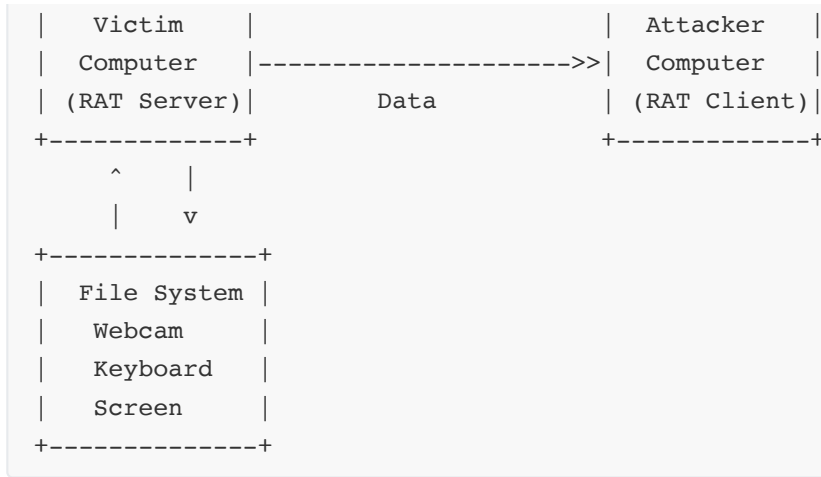 |   Victim    |                       |  Attacker   |
|  Computer   |--------------------->>|  Computer   |
| (RAT Server)|        Data           | (RAT Client)|
+-------------+                       +-------------+
     ^    |
     |    v
+--------------+
|  File System |
|   Webcam     |
|   Keyboard   |
|   Screen     |
+--------------+